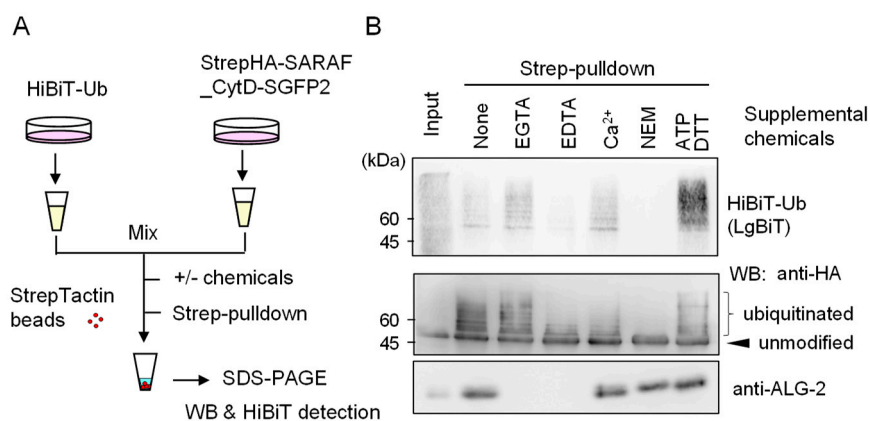 A
HiBiT-Ub
StrepHA-SARAF
_CytD-SGFP2
Mix
+/- chemicals
StrepTactin
beads
Strep-pulldown
SDS-PAGE
WB & HiBiT detection
B
Strep-pulldown
Input
None
EGTA
EDTA
Ca²⁺
NEM
ATP
DTT
Supplemental
chemicals
(kDa)
60
45
HiBiT-Ub
(LgBiT)
WB: anti-HA
60
45
ubiquitinated
unmodified
anti-ALG-2